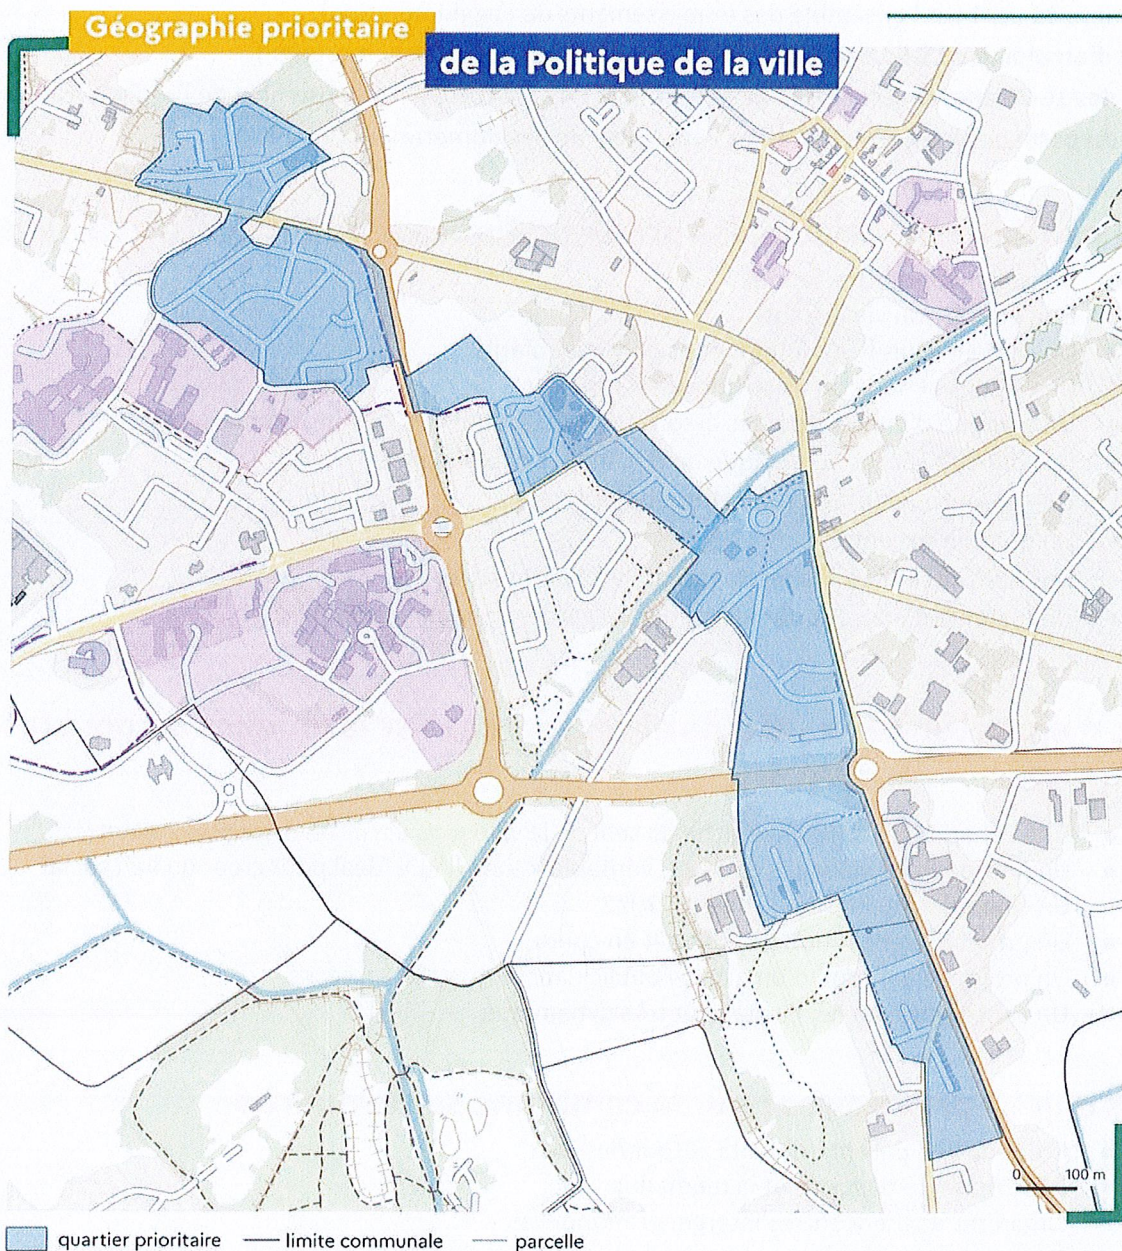 Géographie prioritaire
de la Politique de la ville
0 100 m
quartier prioritaire limite communale parcelle